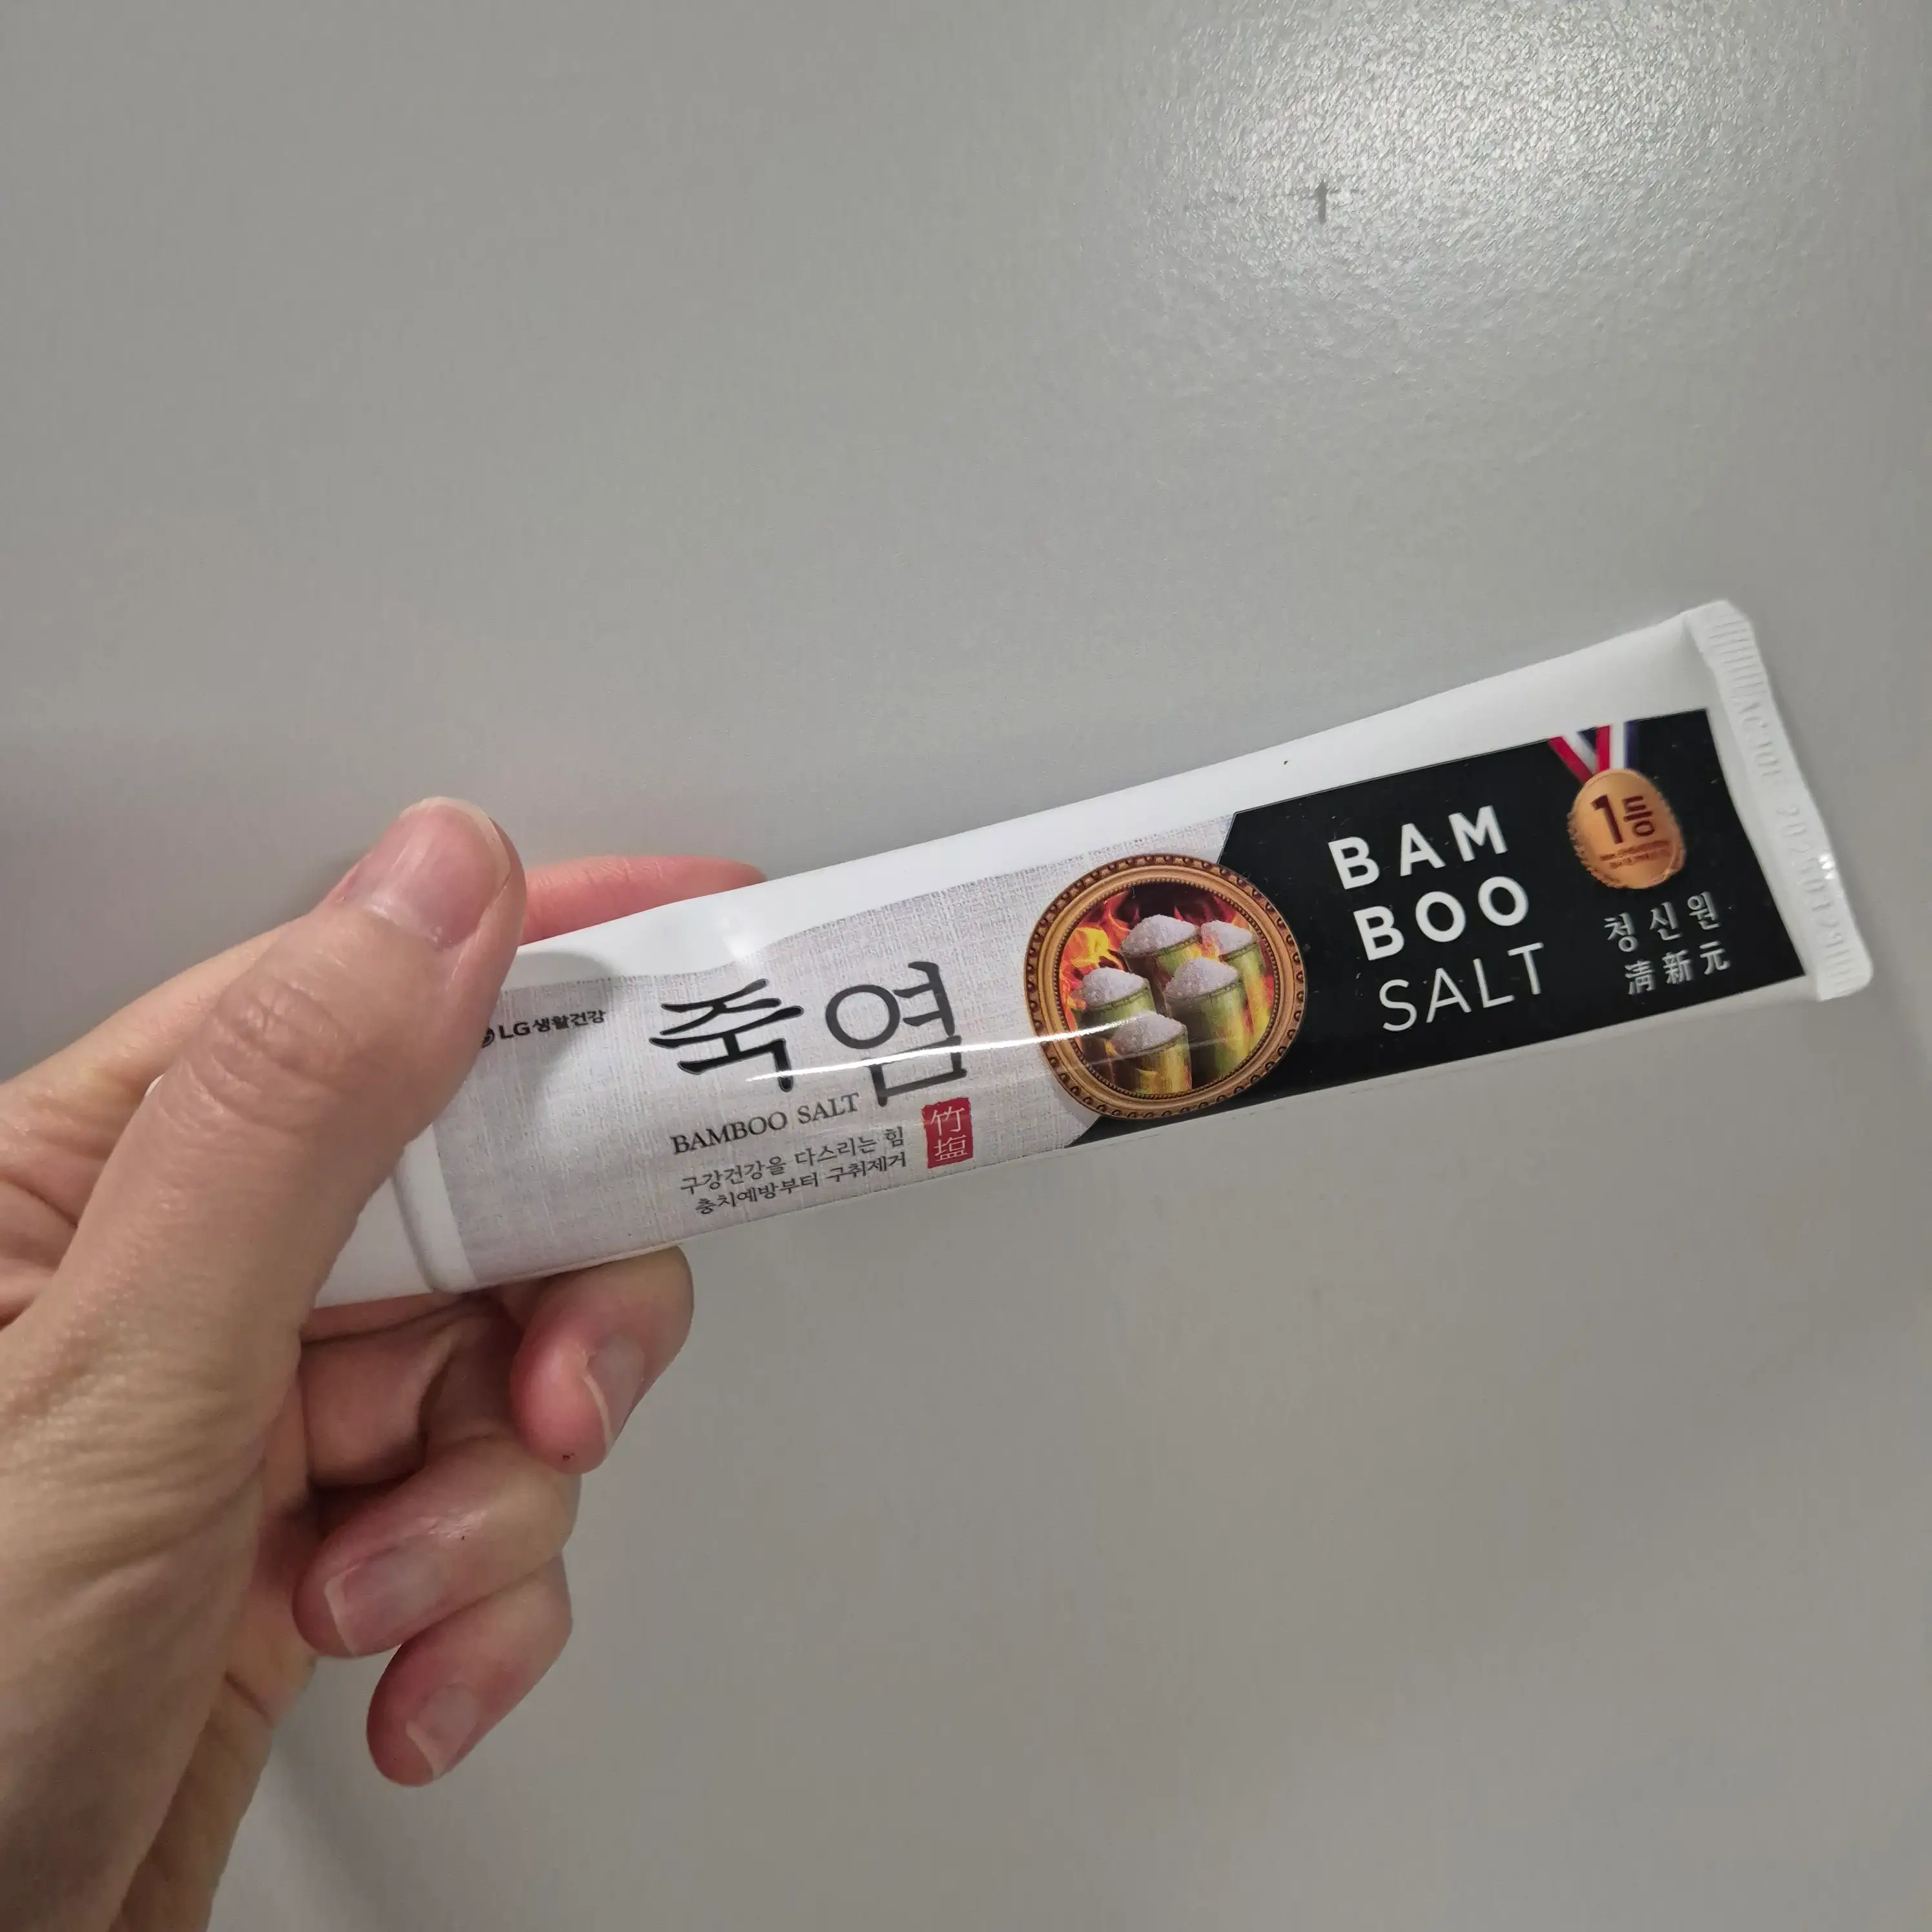 LG생활건강
죽염
BAMBOO SALT
竹
塩
구강건강을 다스리는 힘
충치예방부터 구취제거
BAM
BOO
SALT
1등
청신원
清新元